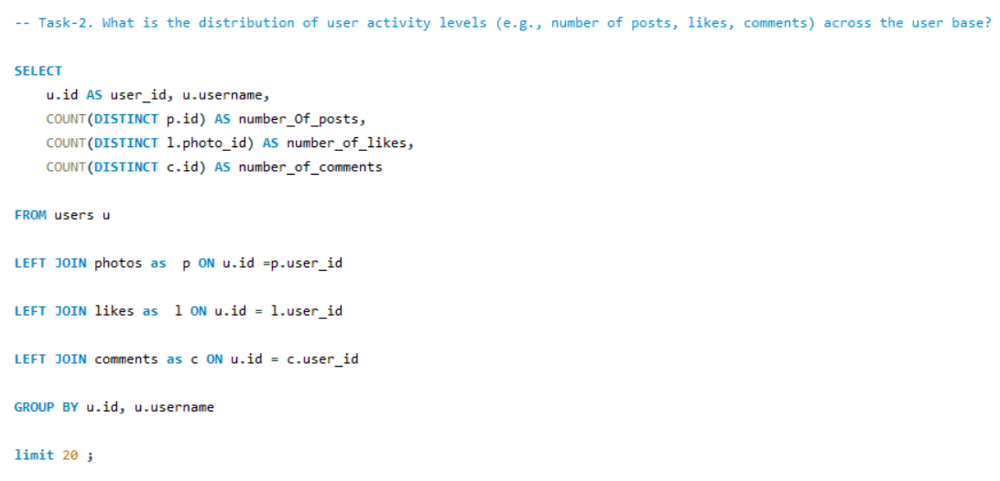 -- Task-2. What is the distribution of user activity levels (e.g., number of posts, likes, comments) across the user base?
SELECT
u.id AS user_id, u.username,
COUNT(DISTINCT p.id) AS number_Of_posts,
COUNT(DISTINCT l.photo_id) AS number_of_likes,
COUNT(DISTINCT c.id) AS number_of_comments
FROM users u
LEFT JOIN photos as  p ON u.id =p.user_id
LEFT JOIN likes as  l ON u.id = l.user_id
LEFT JOIN comments as c ON u.id = c.user_id
GROUP BY u.id, u.username
limit 20 ;